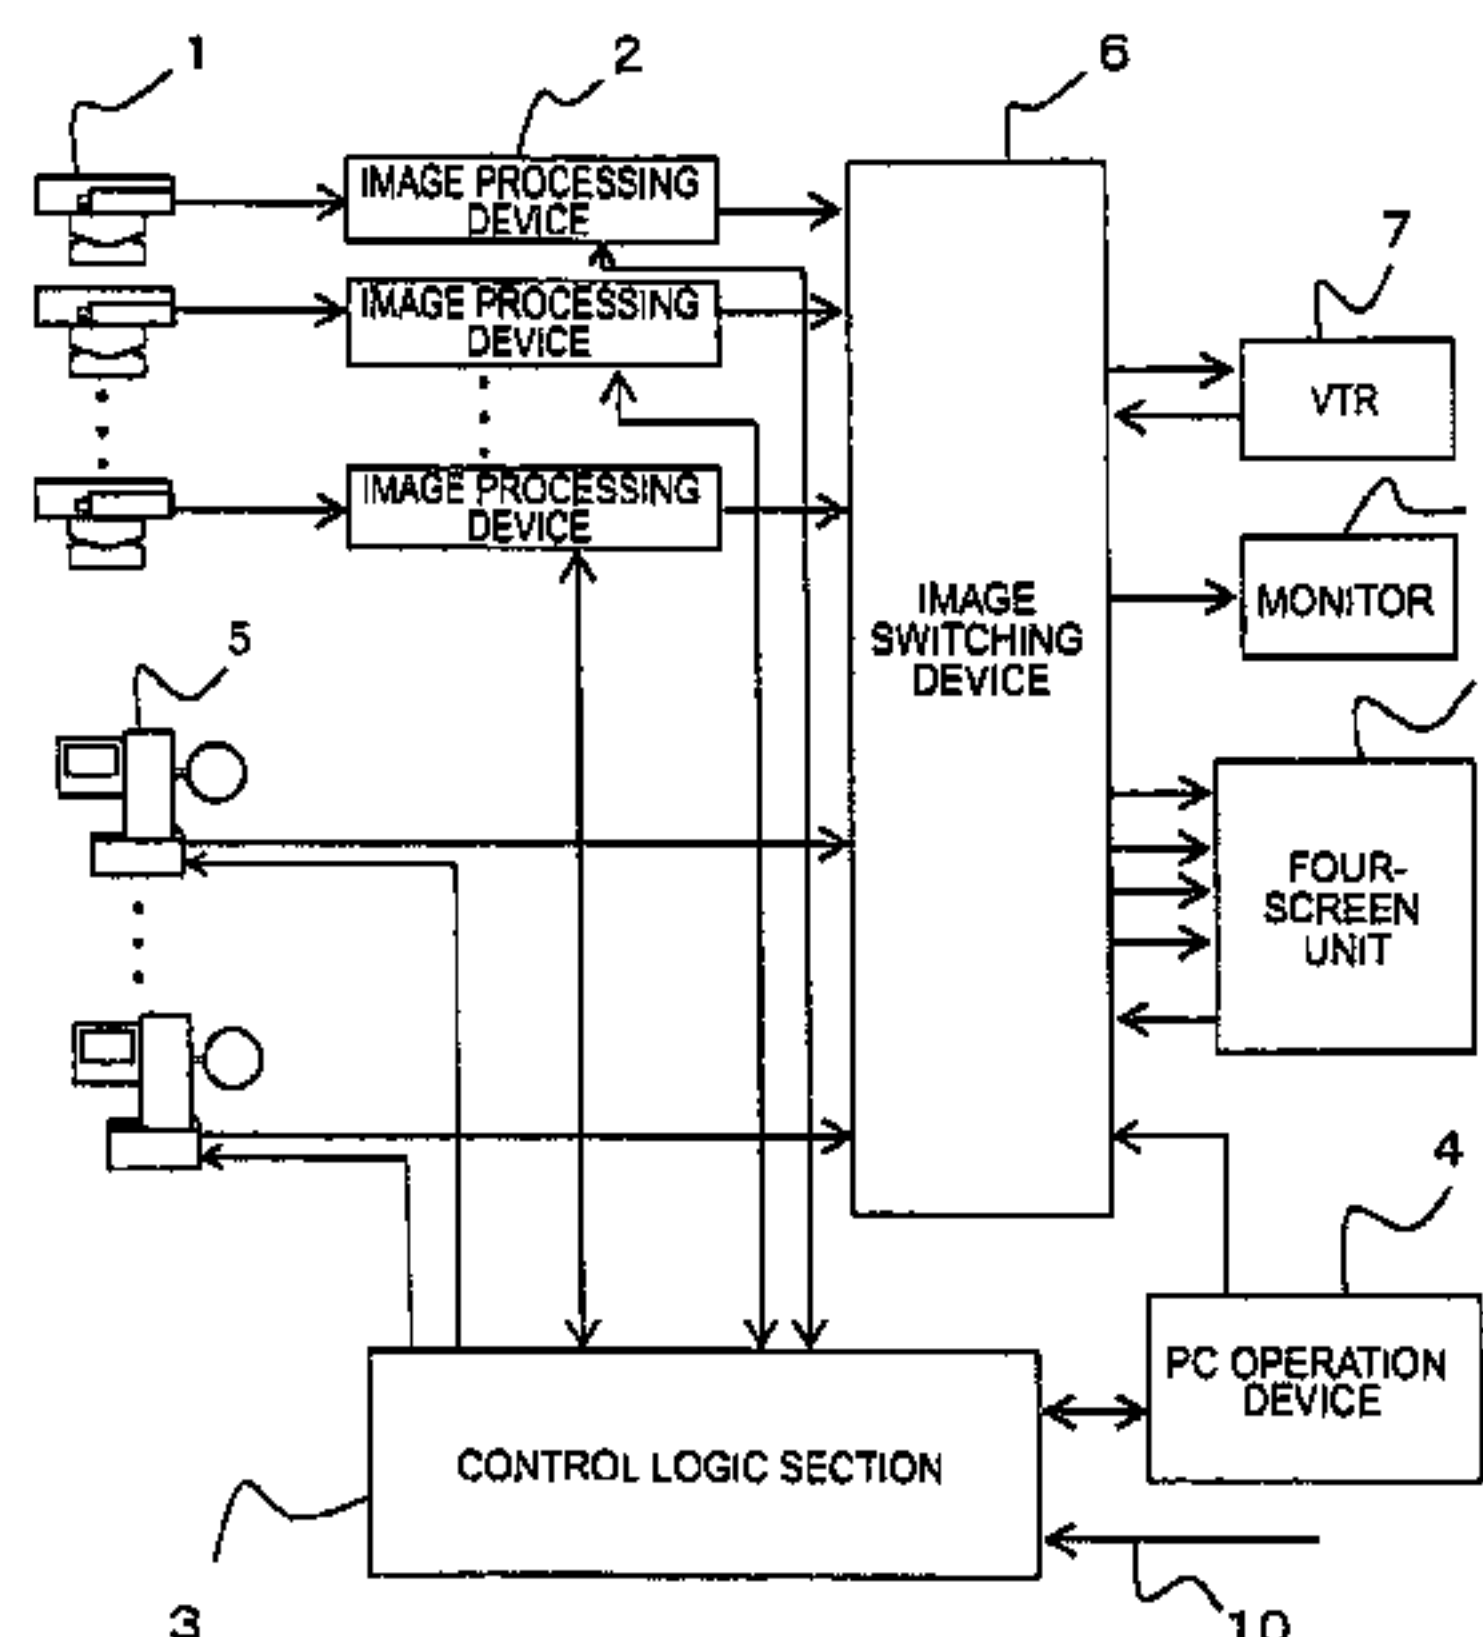 1
2
6
IMAGE PROCESSING
DEVICE
7
IMAGE PROCESSING
DEVICE
VTR
IMAGE PROCESSING
DEVICE
IMAGE
SWITCHING
DEVICE
MONITOR
5
FOUR-
SCREEN
UNIT
4
PC OPERATION
DEVICE
CONTROL LOGIC SECTION
3
10